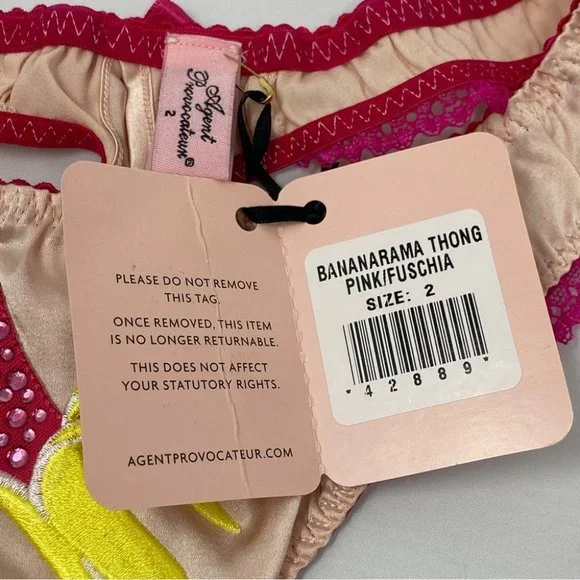 Agent
Provocateur®
2
PLEASE DO NOT REMOVE
THIS TAG.
ONCE REMOVED, THIS ITEM
IS NO LONGER RETURNABLE.
THIS DOES NOT AFFECT
YOUR STATUTORY RIGHTS.
AGENTPROVOCATEUR.COM
BANANARAMA THONG
PINK/FUSCHIA
SIZE: 2
*42889*